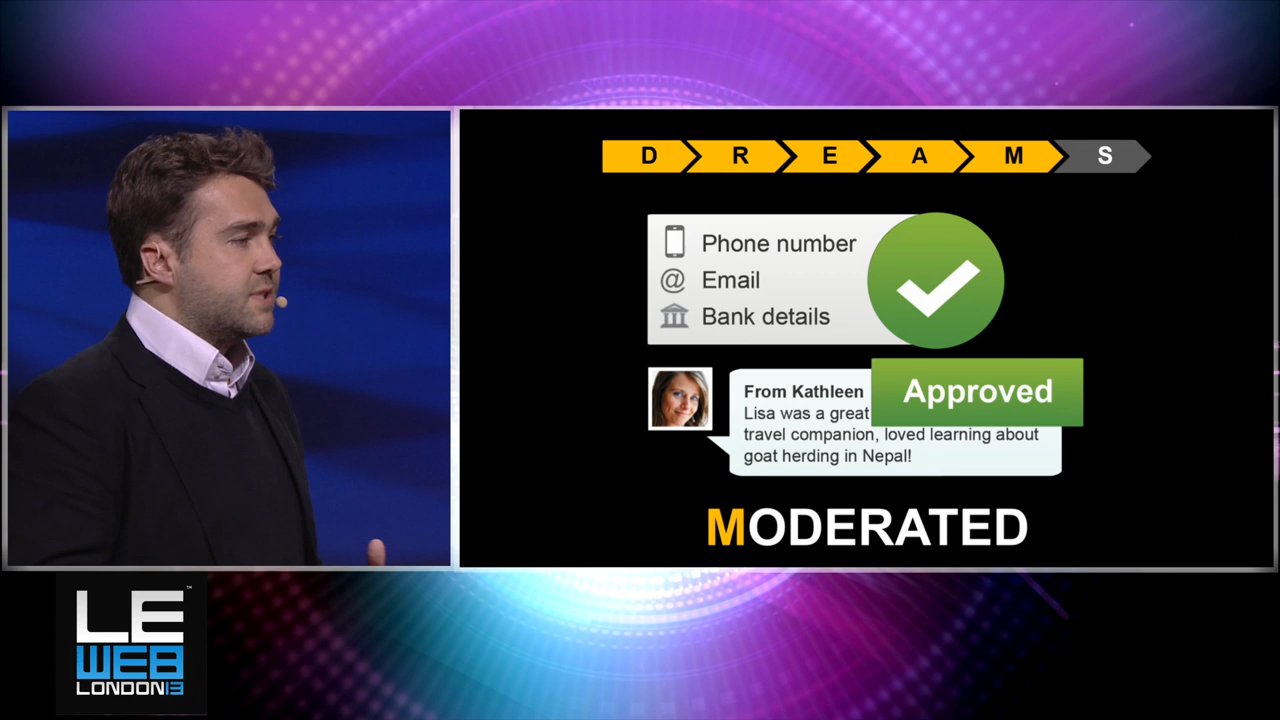 D R E A M S
Phone number
@ Email
Bank details
Approved
From Kathleen
Lisa was a great
travel companion, loved learning about
goat herding in Nepal!
MODERATED
LE™
WEB
LONDON13